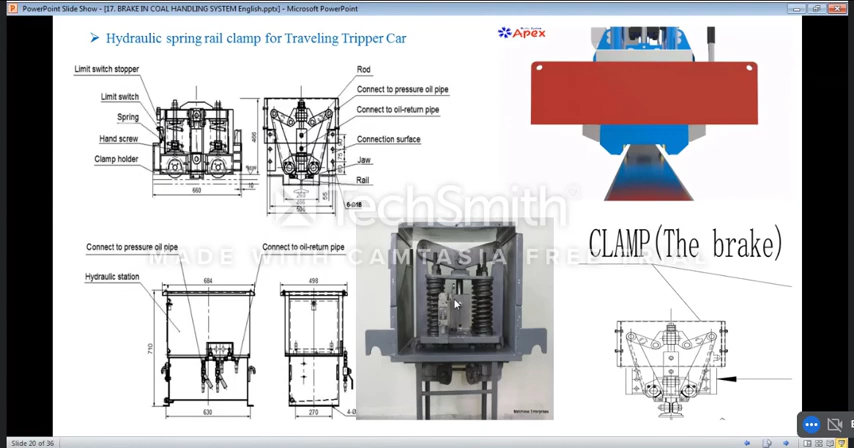 PowerPoint Slide Show - [17. BRAKE IN COAL HANDLING SYSTEM English.pptx] - Microsoft PowerPoint
Hydraulic spring rail clamp for Traveling Tripper Car
Apex
Limit switch stopper
Limit switch
Spring
Hand screw
Clamp holder
660
Rod
Connect to pressure oil pipe
Connect to oil-return pipe
Connection surface
Jaw
Rail
TechSmith
MADE WITH CAMTASIA FREE TRIAL
Connect to pressure oil pipe
Connect to oil-return pipe
Hydraulic station
684
498
710
630
270
CLAMP(The brake)
Slide 20 of 36